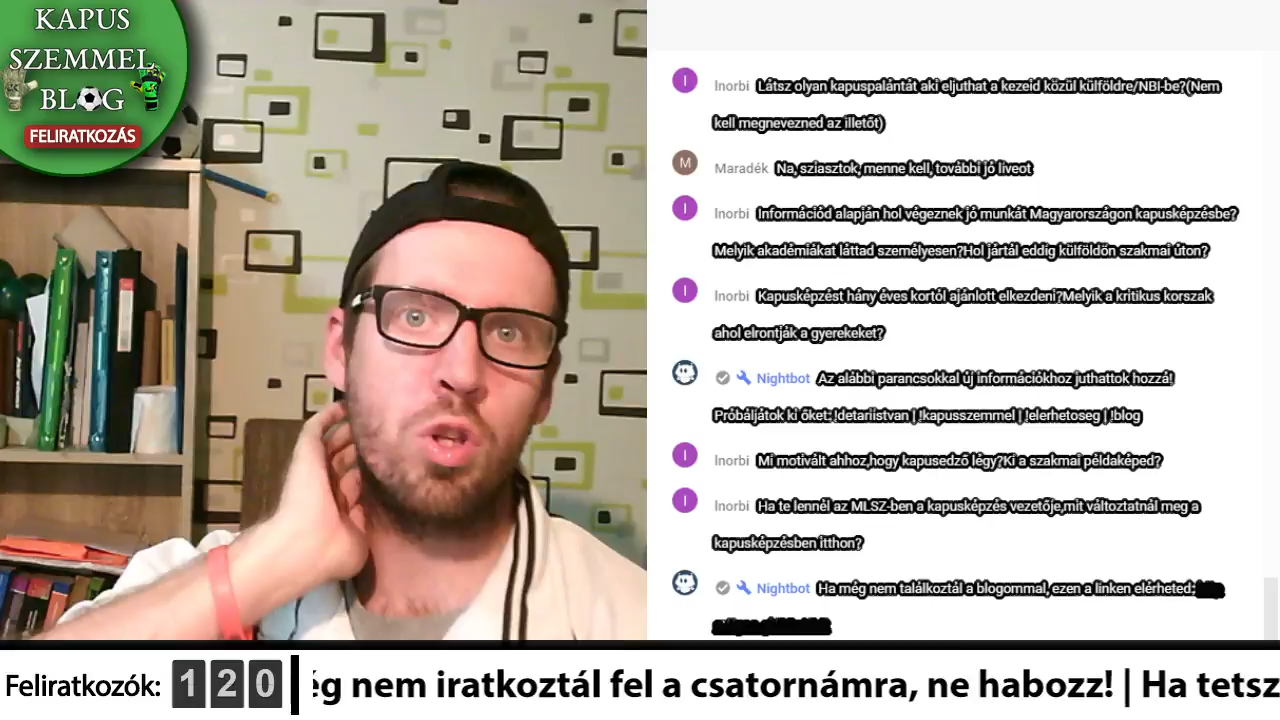 KAPUS
SZEMMEL
BLOG
FELIRATKOZÁS
I Inorbi Látsz olyan kapuspalántát aki eljuthat a kezeid közül külföldre/NBI-be?(Nem
kell megnevezned az illetőt)
M Maradék Na, sziasztok, menne kell, további jó liveot
I Inorbi Információd alapján hol végeznek jó munkát Magyarországon kapusképzésbe?
Melyik akadémiákat láttad személyesen?Hol jártál eddig külföldön szakmai úton?
I Inorbi Kapusképzést hány éves kortól ajánlott elkezdeni?Melyik a kritikus korszak
ahol elrontják a gyerekeket?
Nightbot Az alábbi parancsokkal új információkhoz juthattok hozzá!
Próbáljátok ki őket: !detariistvan | !kapusszemmel | !elerhetoseg | !blog
I Inorbi Mi motivált ahhoz,hogy kapusedző légy?Ki a szakmai példaképed?
I Inorbi Ha te lennél az MLSZ-ben a kapusképzés vezetője,mit változtatnál meg a
kapusképzésben itthon?
Nightbot Ha még nem találkoztál a blogommal, ezen a linken elérheted:
Feliratkozók: 120 ég nem iratkoztál fel a csatornámra, ne habozz! | Ha tetsz